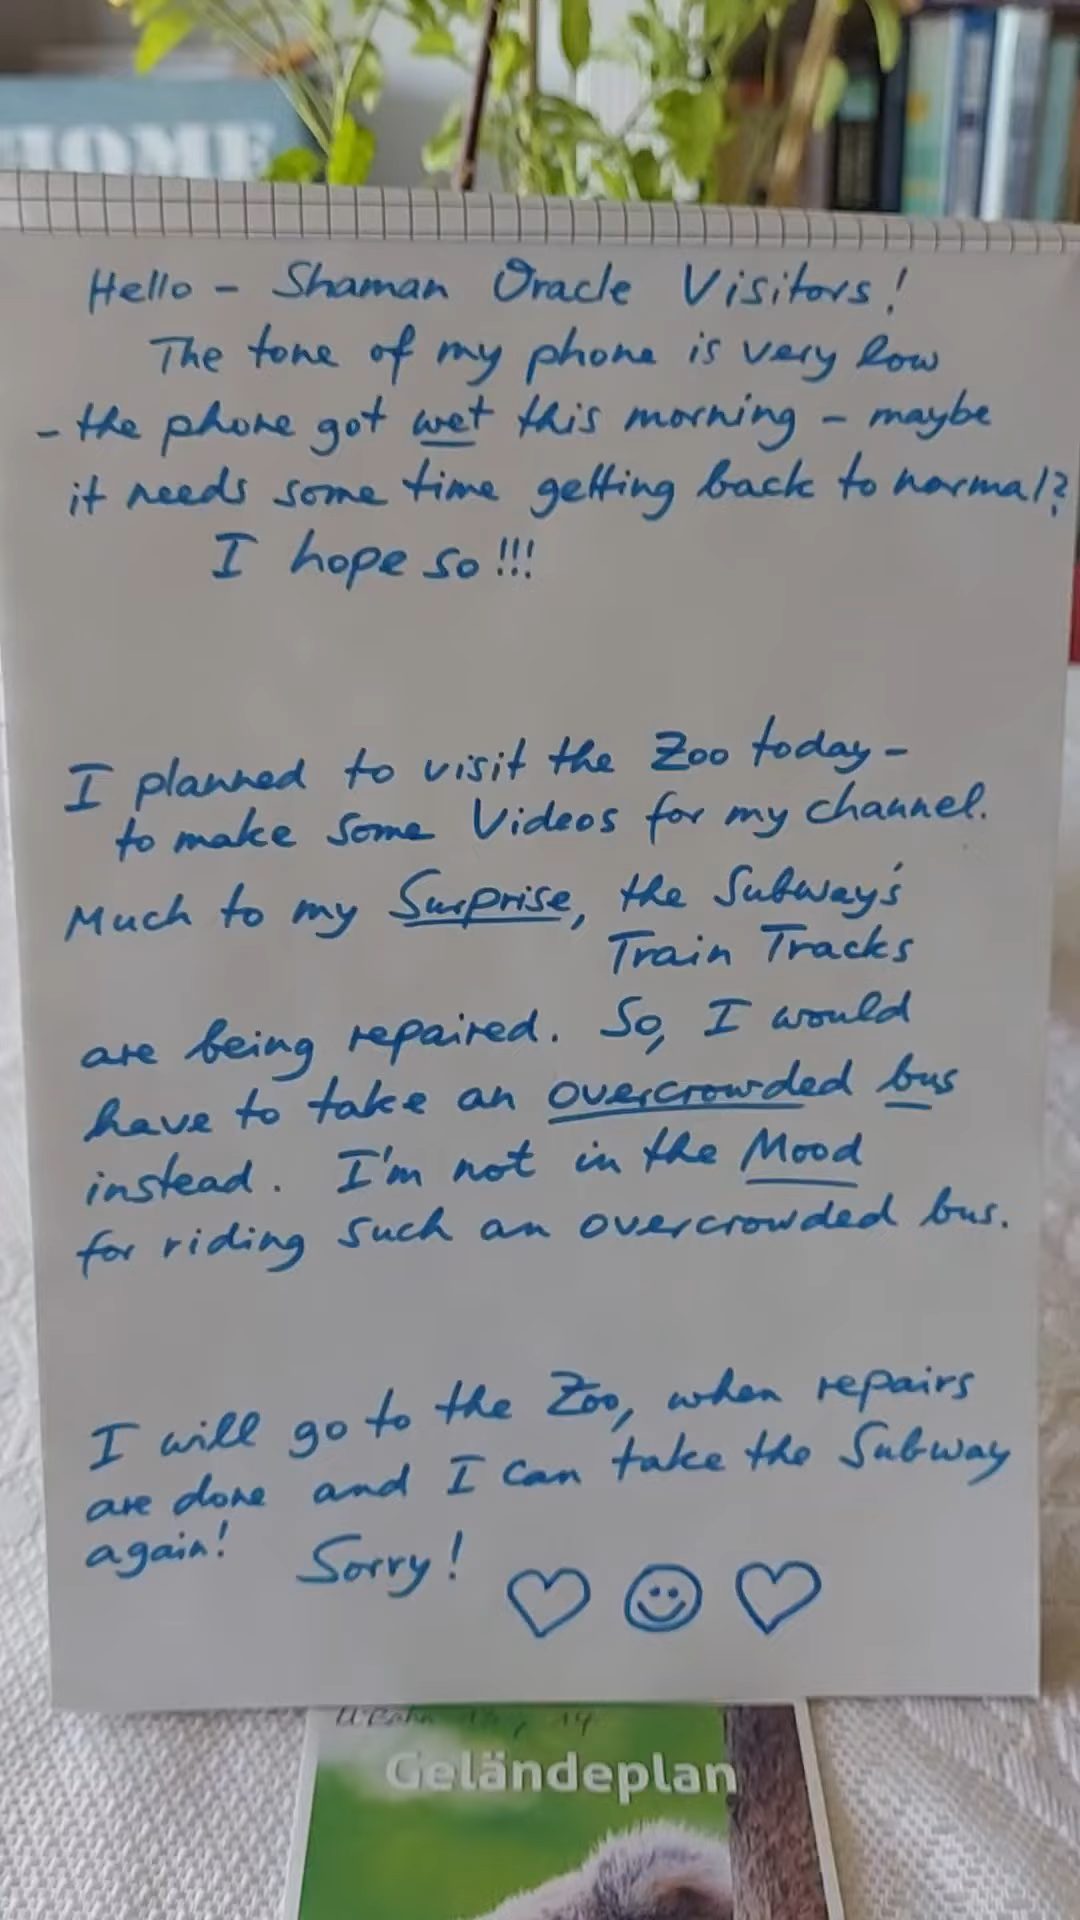 HOME
Hello - Shaman Oracle Visitors!
The tone of my phone is very low
- the phone got wet this morning - maybe
it needs some time getting back to normal?
I hope so!!!
I planned to visit the Zoo today -
to make some Videos for my channel.
Much to my Surprise, the Subway's
Train Tracks
are being repaired. So, I would
have to take an overcrowded bus
instead. I'm not in the Mood
for riding such an overcrowded bus.
I will go to the Zoo, when repairs
are done and I can take the Subway
again! Sorry!
U Bahn
Geländeplan